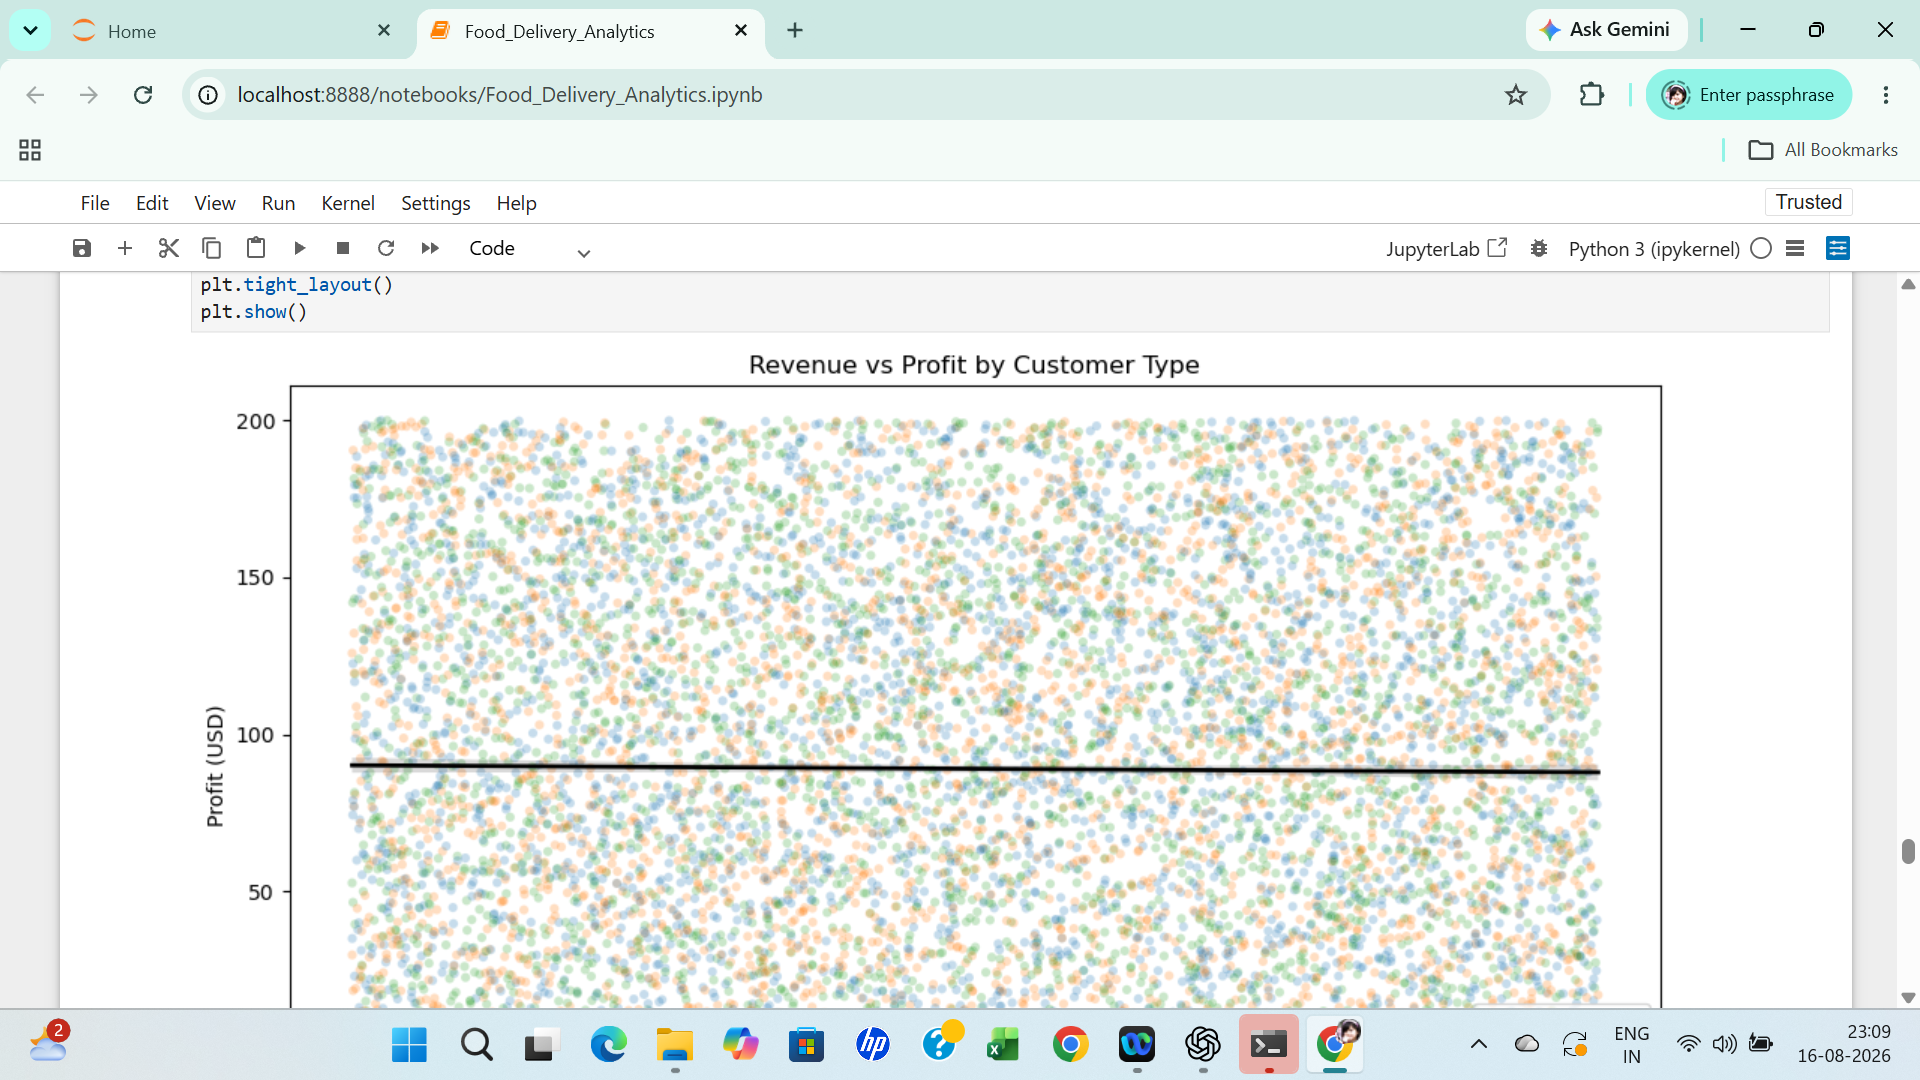 Home
Food_Delivery_Analytics
Ask Gemini
localhost:8888/notebooks/Food_Delivery_Analytics.ipynb
Enter passphrase
All Bookmarks
File Edit View Run Kernel Settings Help
Trusted
Code
JupyterLab
Python 3 (ipykernel)
plt.tight_layout()
plt.show()
Revenue vs Profit by Customer Type
200
150
100
50
Profit (USD)
2
hp
ENG
IN
23:09
16-08-2026